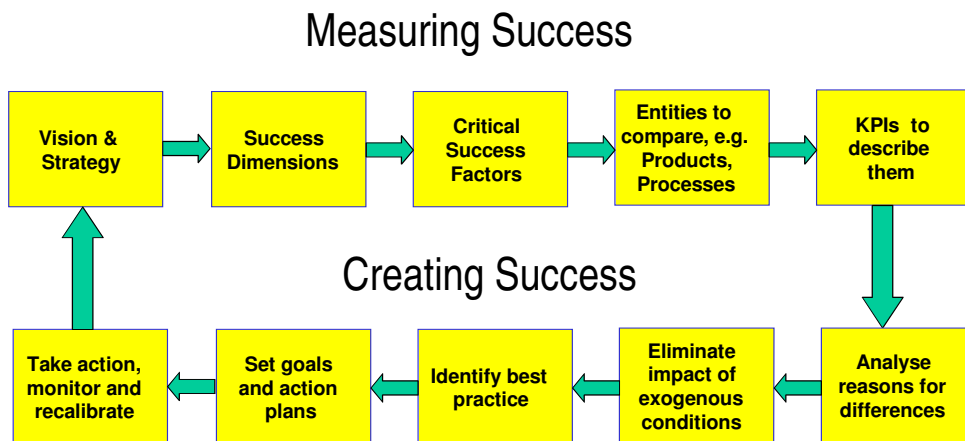 Measuring Success
Vision &
Strategy
Success
Dimensions
Critical
Success
Factors
Entities to
compare, e.g.
Products,
Processes
KPIs to
describe
them
Creating Success
Take action,
monitor and
recalibrate
Set goals
and action
plans
Identify best
practice
Eliminate
impact of
exogenous
conditions
Analyse
reasons for
differences